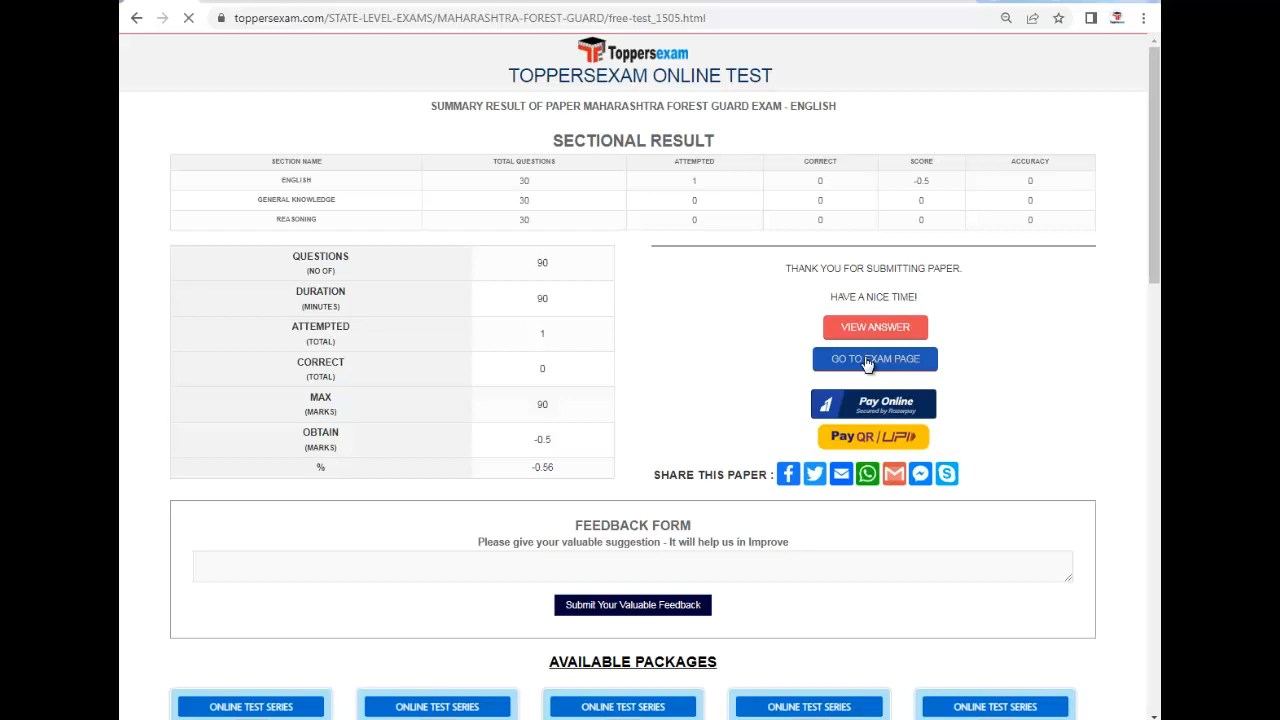 toppersexam.com/STATE-LEVEL-EXAMS/MAHARASHTRA-FOREST-GUARD/free-test_1505.html
Toppersexam
TOPPERSEXAM ONLINE TEST
SUMMARY RESULT OF PAPER MAHARASHTRA FOREST GUARD EXAM - ENGLISH
SECTIONAL RESULT
SECTION NAME TOTAL QUESTIONS ATTEMPTED CORRECT SCORE ACCURACY
ENGLISH 30 1 0 -0.5 0
GENERAL KNOWLEDGE 30 0 0 0 0
REASONING 30 0 0 0 0
QUESTIONS
(NO OF)
90
DURATION
(MINUTES)
90
ATTEMPTED
(TOTAL)
1
CORRECT
(TOTAL)
0
MAX
(MARKS)
90
OBTAIN
(MARKS)
-0.5
% -0.56
THANK YOU FOR SUBMITTING PAPER.
HAVE A NICE TIME!
VIEW ANSWER
GO TO EXAM PAGE
Pay Online
Secured by Razorpay
Pay QR / UPI
SHARE THIS PAPER :
FEEDBACK FORM
Please give your valuable suggestion - It will help us in Improve
Submit Your Valuable Feedback
AVAILABLE PACKAGES
ONLINE TEST SERIES ONLINE TEST SERIES ONLINE TEST SERIES ONLINE TEST SERIES ONLINE TEST SERIES